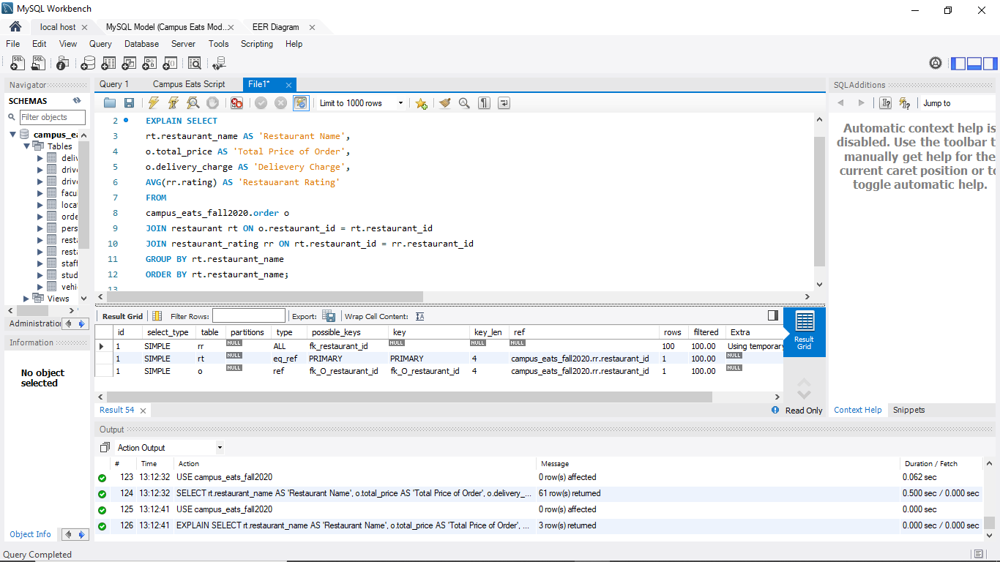 MySQL Workbench
local host
MySQL Model (Campus Eats Mod...
EER Diagram
File Edit View Query Database Server Tools Scripting Help
Navigator
SCHEMAS
Filter objects
campus_ea
Tables
deliv
drive
drive
facu
loca
orde
pers
resta
resta
staff
stud
vehi
Views
Administration
Information
No object
selected
Object Info
Query 1
Campus Eats Script
File1*
Limit to 1000 rows
2 EXPLAIN SELECT
3 rt.restaurant_name AS 'Restaurant Name',
4 o.total_price AS 'Total Price of Order',
5 o.delivery_charge AS 'Delievery Charge',
6 AVG(rr.rating) AS 'Restauarant Rating'
7 FROM
8 campus_eats_fall2020.order o
9 JOIN restaurant rt ON o.restaurant_id = rt.restaurant_id
10 JOIN restaurant_rating rr ON rt.restaurant_id = rr.restaurant_id
11 GROUP BY rt.restaurant_name
12 ORDER BY rt.restaurant_name;
13
Result Grid Filter Rows: Export: Wrap Cell Content:
id select_type table partitions type possible_keys key key_len ref rows filtered Extra
1 SIMPLE rr NULL ALL fk_restaurant_id NULL NULL NULL 100 100.00 Using temporary
1 SIMPLE rt NULL eq_ref PRIMARY PRIMARY 4 campus_eats_fall2020.rr.restaurant_id 1 100.00 NULL
1 SIMPLE o NULL ref fk_O_restaurant_id fk_O_restaurant_id 4 campus_eats_fall2020.rr.restaurant_id 1 100.00 NULL
Result
Grid
Result 54
Read Only
SQLAdditions
Jump to
Automatic context help is
disabled. Use the toolbar t
manually get help for the
current caret position or to
toggle automatic help.
Context Help
Snippets
Output
Action Output
# Time Action Message Duration / Fetch
123 13:12:32 USE campus_eats_fall2020 0 row(s) affected 0.062 sec
124 13:12:32 SELECT rt.restaurant_name AS 'Restaurant Name', o.total_price AS 'Total Price of Order', o.delivery_... 61 row(s) returned 0.500 sec / 0.000 sec
125 13:12:41 USE campus_eats_fall2020 0 row(s) affected 0.000 sec
126 13:12:41 EXPLAIN SELECT rt.restaurant_name AS 'Restaurant Name', o.total_price AS 'Total Price of Order', ... 3 row(s) returned 0.000 sec / 0.000 sec
Query Completed